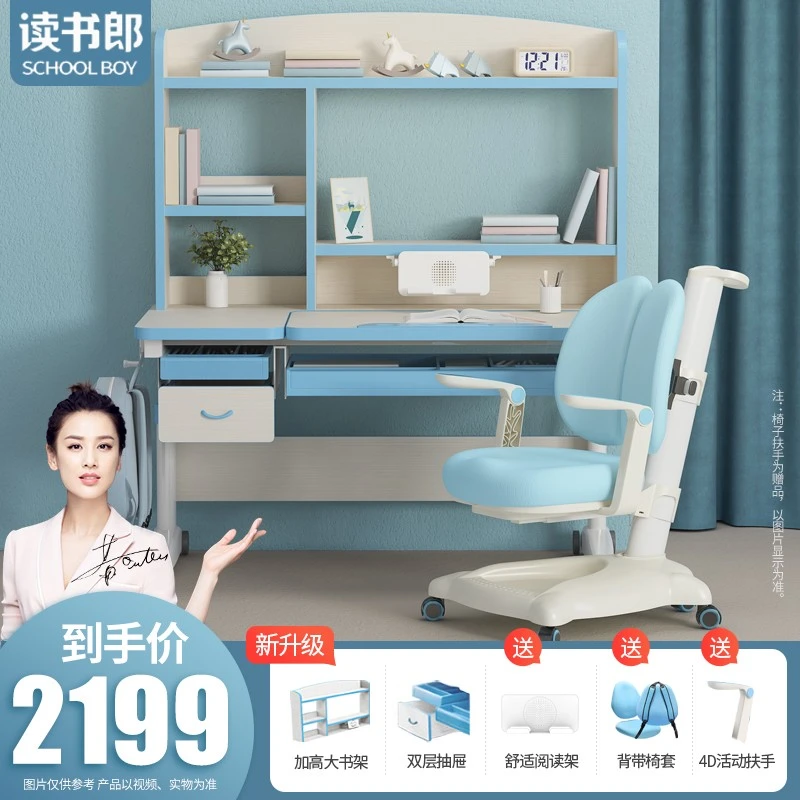 读书郎
SCHOOL BOY
12:21
注：椅子扶手为赠品，以图片显示为准。
到手价
2199
图片仅供参考 产品以视频、实物为准
新升级
送
送
送
加高大书架
双层抽屉
舒适阅读架
背带椅套
4D活动扶手